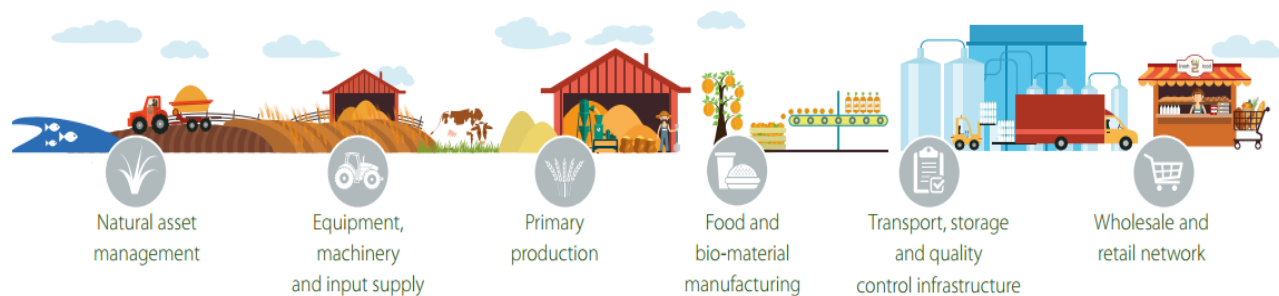 Natural asset
management
Equipment,
machinery
and input supply
Primary
production
Food and
bio-material
manufacturing
Transport, storage
and quality
control infrastructure
Wholesale and
retail network